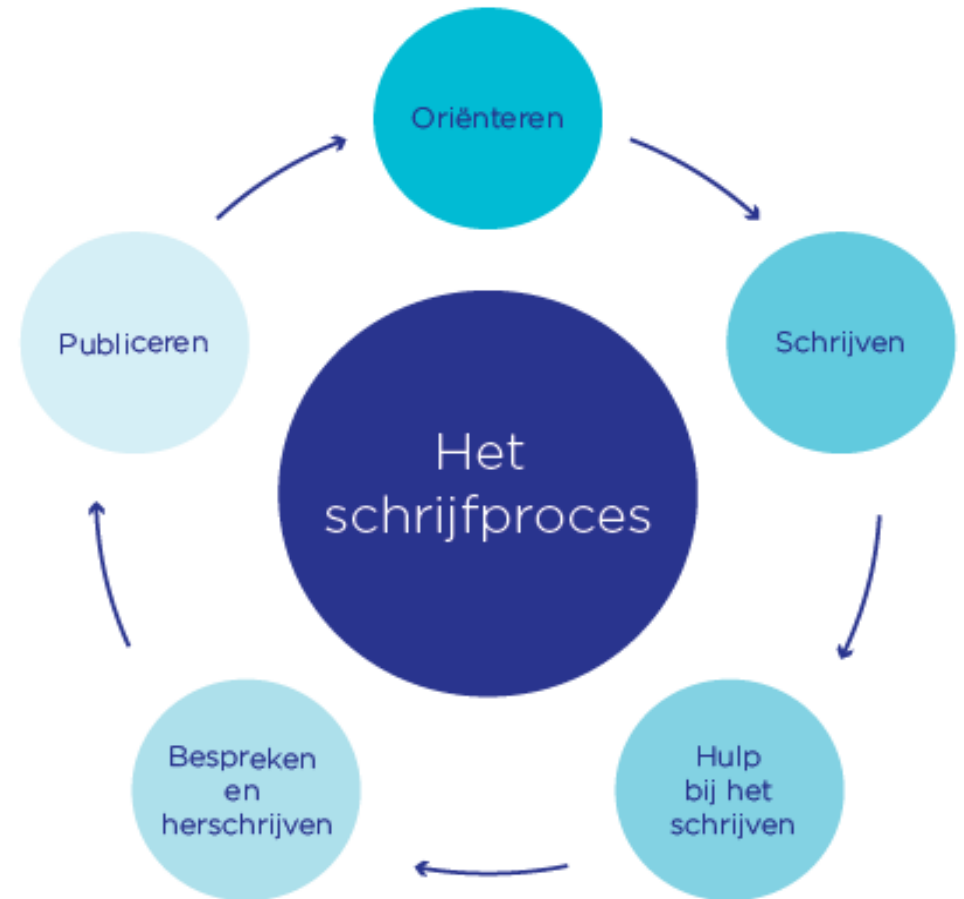 Oriënteren
Schrijven
Hulp
bij het
schrijven
Bespreken
en
herschrijven
Publiceren
Het
schrijfproces